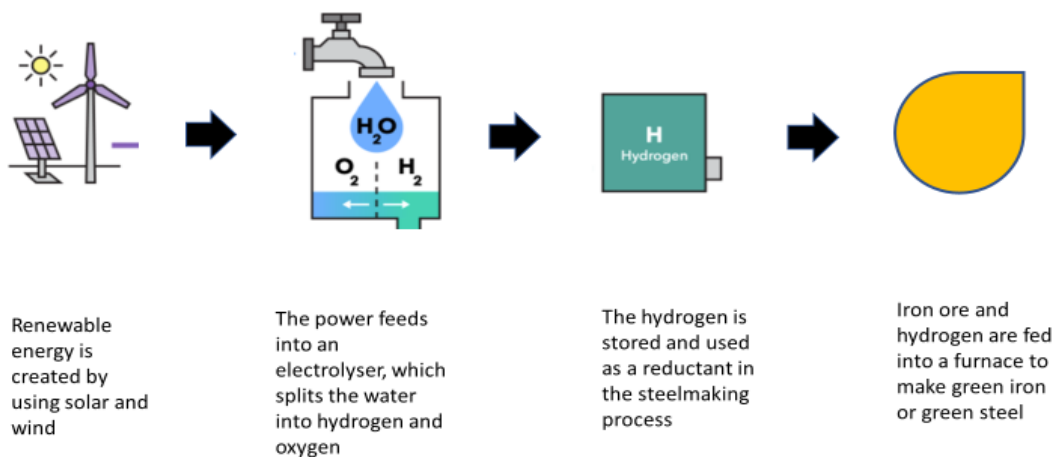 H₂O
O₂ H₂
H
Hydrogen
Renewable
energy is
created by
using solar and
wind
The power feeds
into an
electrolyser, which
splits the water
into hydrogen and
oxygen
The hydrogen is
stored and used
as a reductant in
the steelmaking
process
Iron ore and
hydrogen are fed
into a furnace to
make green iron
or green steel